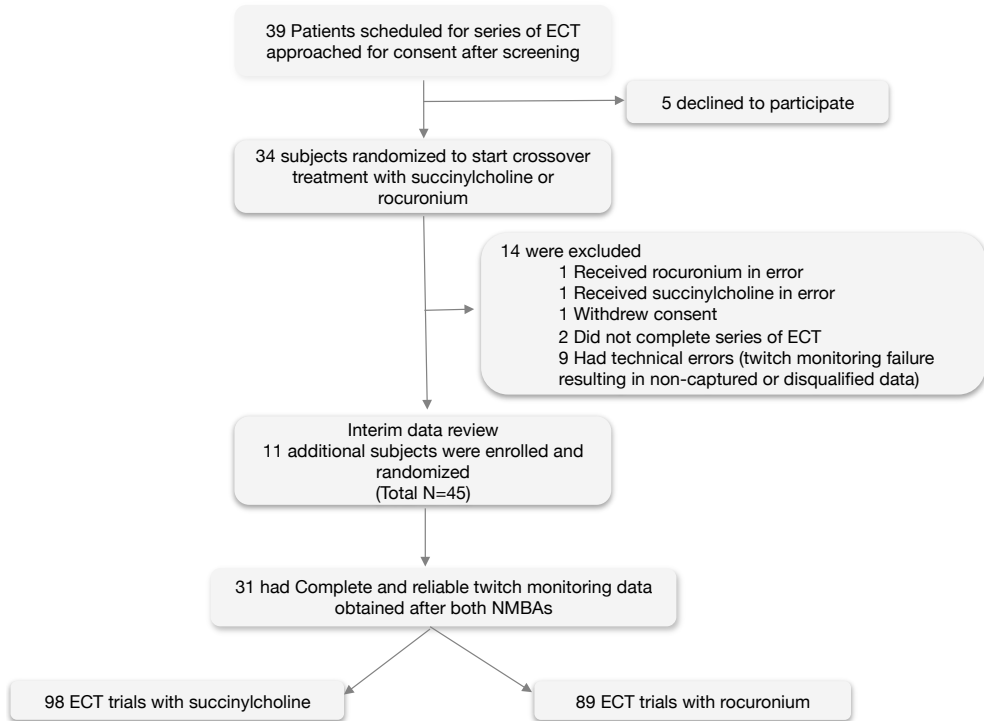 39 Patients scheduled for series of ECT
approached for consent after screening
5 declined to participate
34 subjects randomized to start crossover
treatment with succinylcholine or
rocuronium
14 were excluded
1 Received rocuronium in error
1 Received succinylcholine in error
1 Withdrew consent
2 Did not complete series of ECT
9 Had technical errors (twitch monitoring failure
resulting in non-captured or disqualified data)
Interim data review
11 additional subjects were enrolled and
randomized
(Total N=45)
31 had Complete and reliable twitch monitoring data
obtained after both NMBAs
98 ECT trials with succinylcholine
89 ECT trials with rocuronium